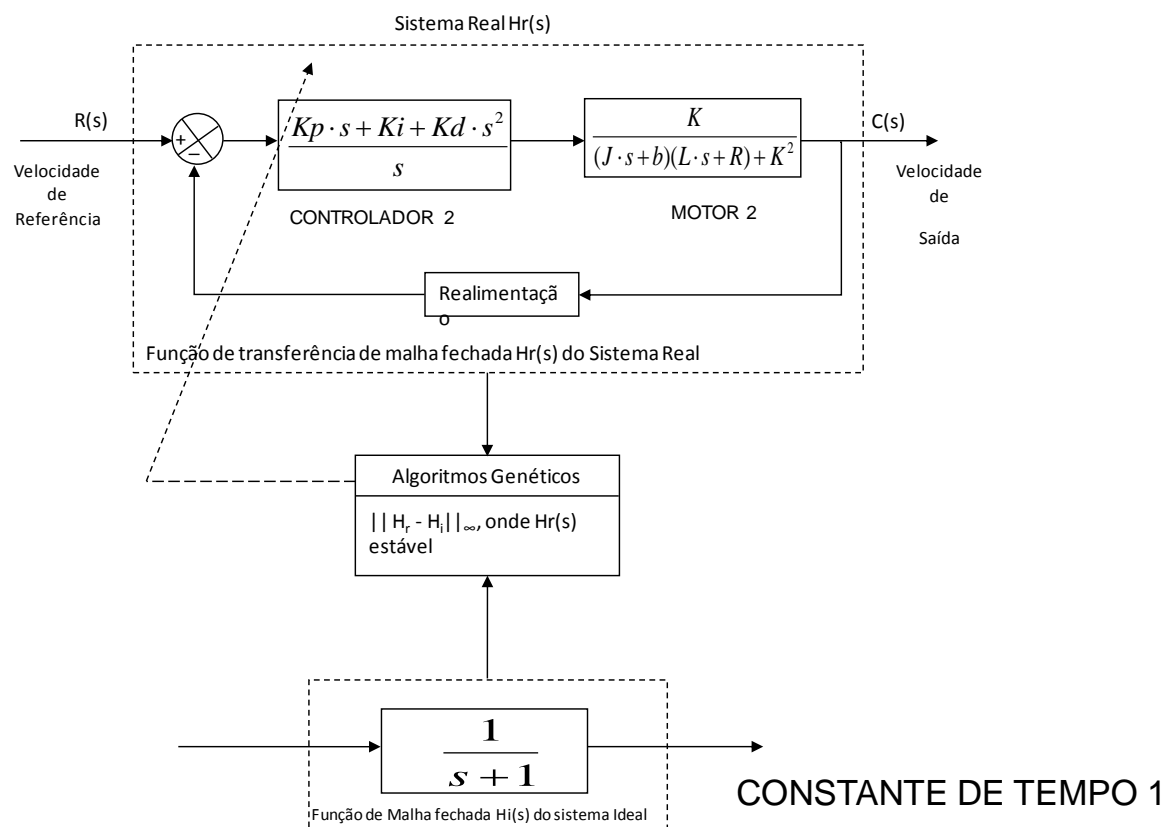 Sistema Real Hr(s)
R(s)
Velocidade
de
Referência
+
−
Kp · s + Ki + Kd · s²
s
CONTROLADOR 2
K
(J · s + b)(L · s + R) + K²
MOTOR 2
C(s)
Velocidade
de
Saída
Realimentaçã
o
Função de transferência de malha fechada Hr(s) do Sistema Real
Algoritmos Genéticos
|| Hᵣ - Hᵢ||∞, onde Hr(s)
estável
1
s + 1
Função de Malha fechada Hi(s) do sistema Ideal
CONSTANTE DE TEMPO 1